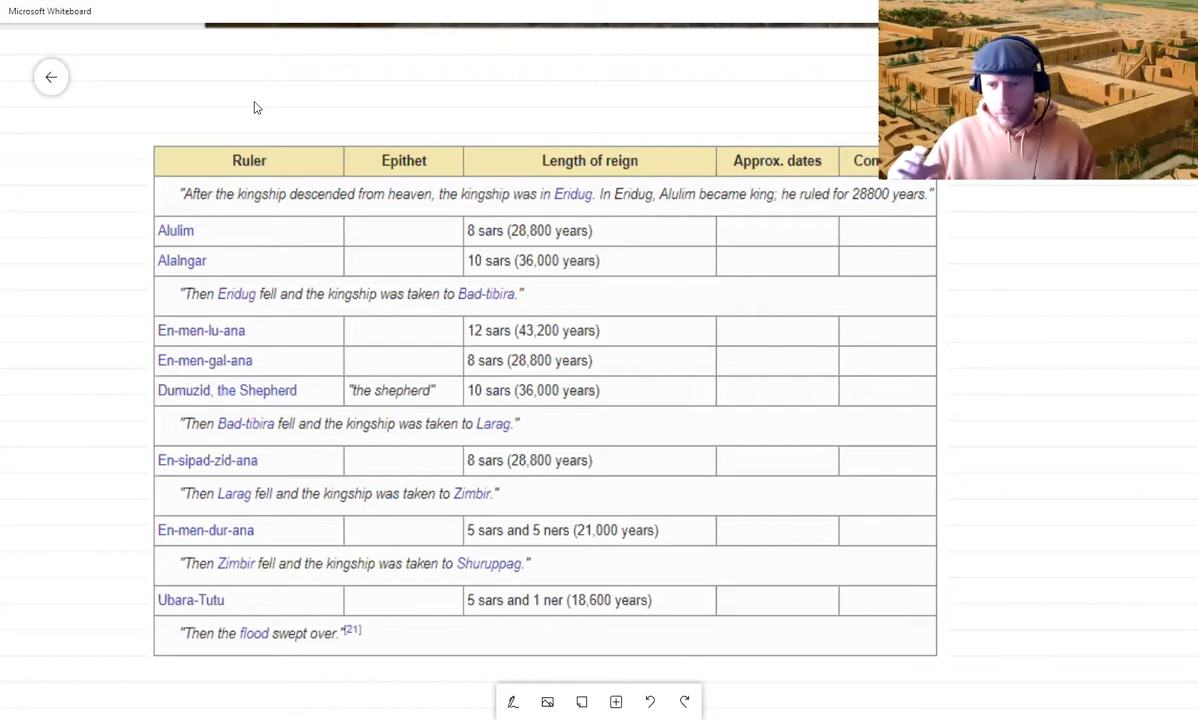 Microsoft Whiteboard
Ruler Epithet Length of reign Approx. dates Con
"After the kingship descended from heaven, the kingship was in Eridug. In Eridug, Alulim became king; he ruled for 28800 years."
Alulim 8 sars (28,800 years)
Alalngar 10 sars (36,000 years)
"Then Eridug fell and the kingship was taken to Bad-tibira."
En-men-lu-ana 12 sars (43,200 years)
En-men-gal-ana 8 sars (28,800 years)
Dumuzid, the Shepherd "the shepherd" 10 sars (36,000 years)
"Then Bad-tibira fell and the kingship was taken to Larag."
En-sipad-zid-ana 8 sars (28,800 years)
"Then Larag fell and the kingship was taken to Zimbir."
En-men-dur-ana 5 sars and 5 ners (21,000 years)
"Then Zimbir fell and the kingship was taken to Shuruppag."
Ubara-Tutu 5 sars and 1 ner (18,600 years)
"Then the flood swept over."[21]